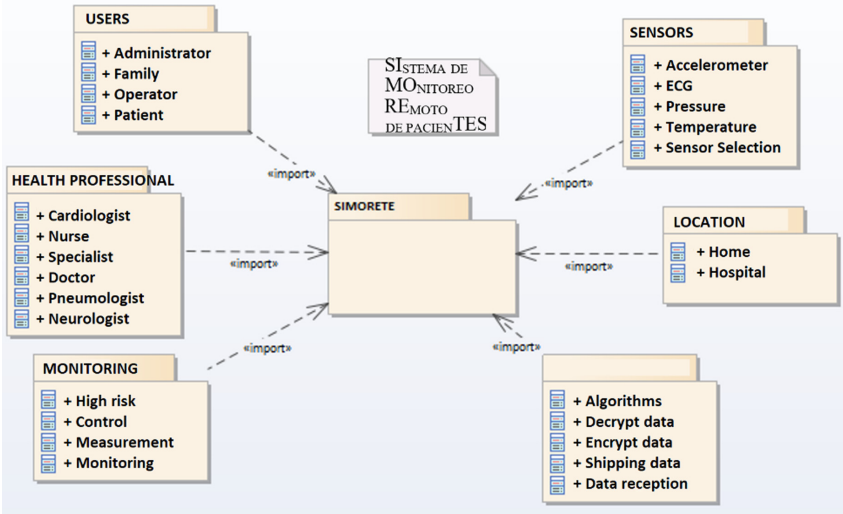 USERS
+ Administrator
+ Family
+ Operator
+ Patient
SISTEMA DE
MONITOREO
REMOTO
DE PACIENTES
SENSORS
+ Accelerometer
+ ECG
+ Pressure
+ Temperature
+ Sensor Selection
«import»
«import»
HEALTH PROFESSIONAL
+ Cardiologist
+ Nurse
+ Specialist
+ Doctor
+ Pneumologist
+ Neurologist
SIMORETE
LOCATION
+ Home
+ Hospital
«import»
«import»
MONITORING
+ High risk
+ Control
+ Measurement
+ Monitoring
«import»
«import»
+ Algorithms
+ Decrypt data
+ Encrypt data
+ Shipping data
+ Data reception